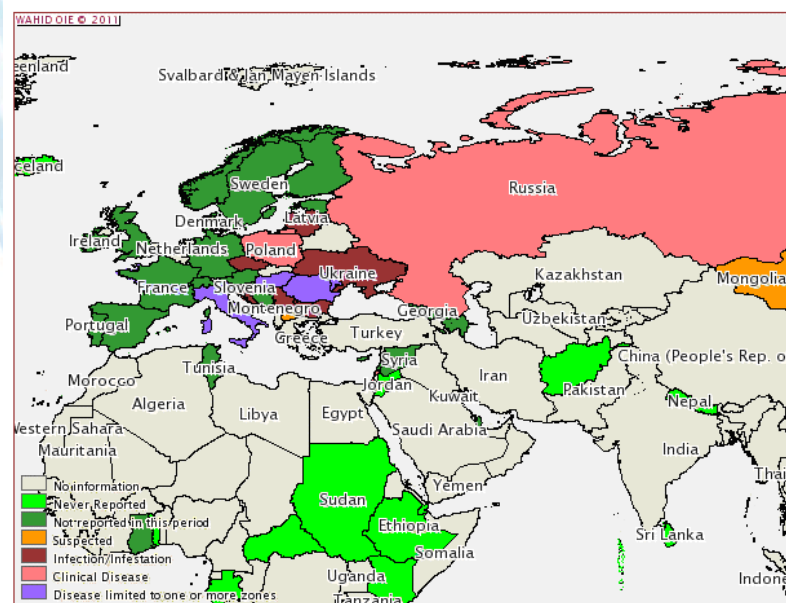 WAHID OIE © 2011
eenland
Svalbard & Jan Mayen Islands
celand
Sweden
Russia
Denmark
Latvia
Ireland
Netherlands
Poland
Ukraine
Kazakhstan
Mongolia
France
Slovenia
Montenegro
Georgia
Uzbekistan
Portugal
Greece
Turkey
China (People's Rep. o
Tunisia
Syria
Iran
Pakistan
Morocco
Jordan
Kuwait
Nepal
Algeria
Libya
Egypt
Saudi Arabia
Western Sahara
India
Mauritania
Thai
Yemen
No information
Never Reported
Sudan
Not reported in this period
Ethiopia
Suspected
Sri Lanka
Infection/Infestation
Somalia
Clinical Disease
Uganda
Indone
Disease limited to one or more zones
Tanzania